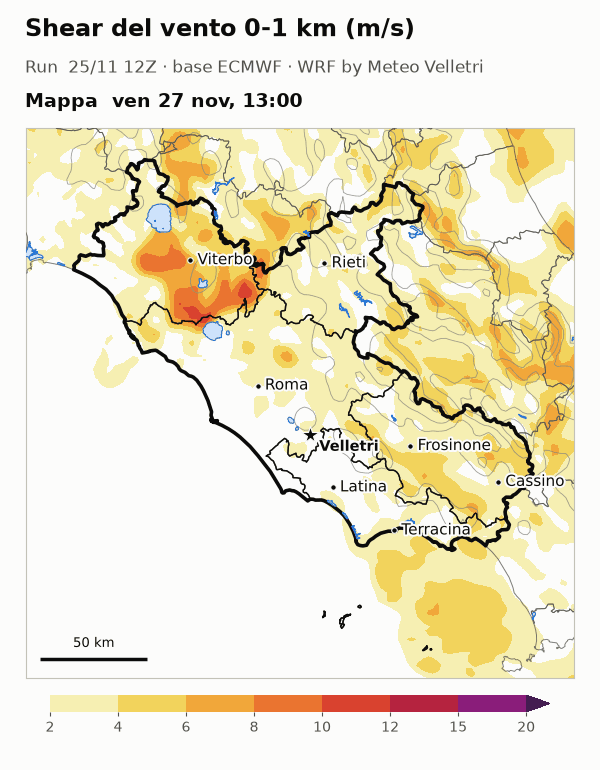 Shear del vento 0-1 km (m/s)
Run  25/11 12Z · base ECMWF · WRF by Meteo Velletri
Mappa  ven 27 nov, 13:00
Viterbo
Rieti
Roma
Velletri
Frosinone
Latina
Cassino
Terracina
50 km
2 4 6 8 10 12 15 20